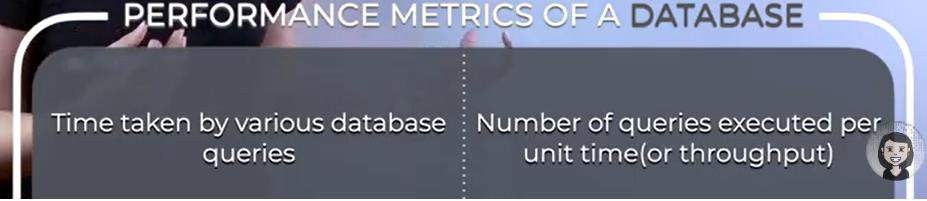 PERFORMANCE METRICS OF A DATABASE
Time taken by various database
queries
Number of queries executed per
unit time(or throughput)